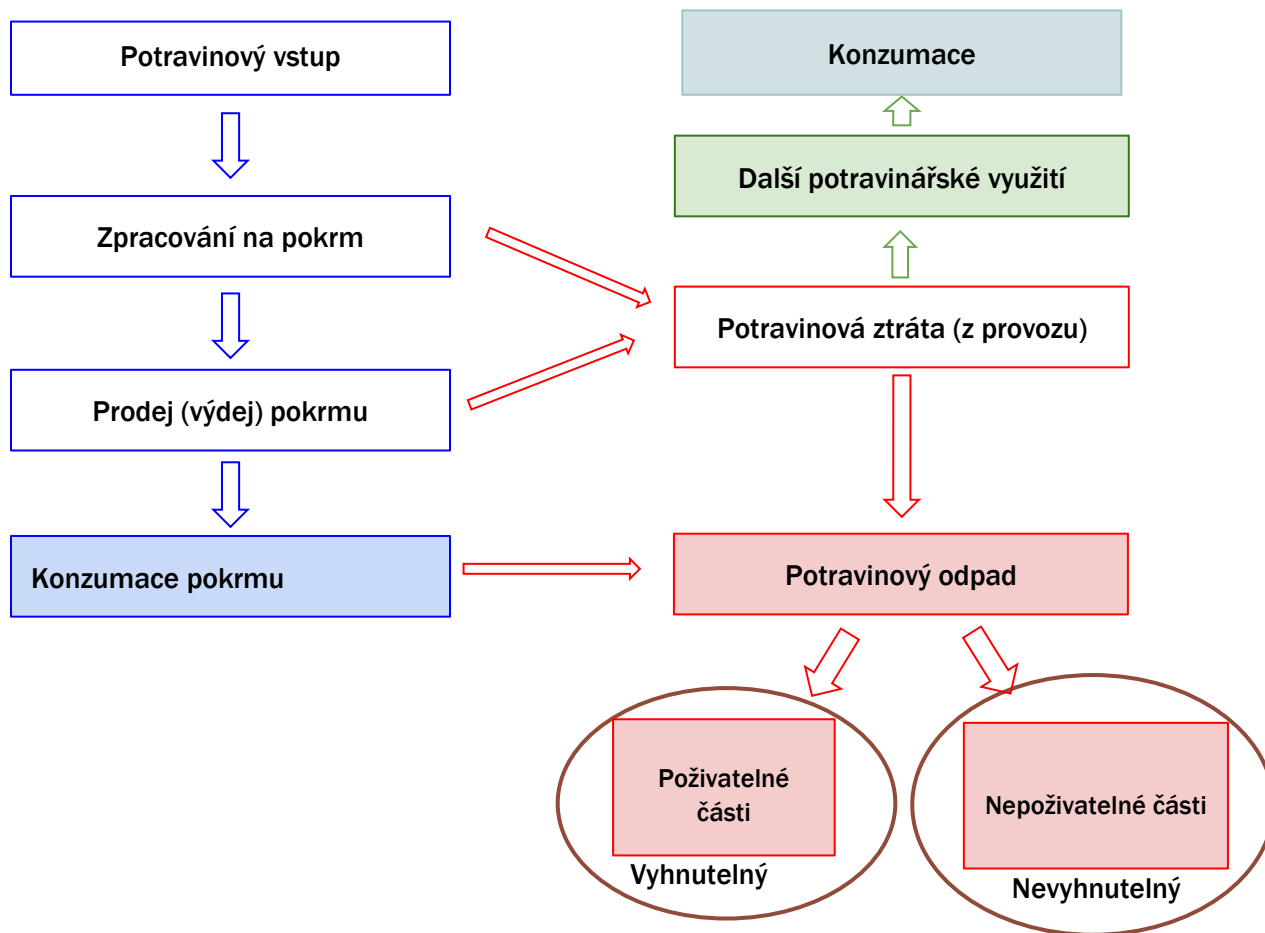 Potravinový vstup
Zpracování na pokrm
Prodej (výdej) pokrmu
Konzumace pokrmu
Konzumace
Další potravinářské využití
Potravinová ztráta (z provozu)
Potravinový odpad
Poživatelné
části
Vyhnutelný
Nepoživatelné části
Nevyhnutelný